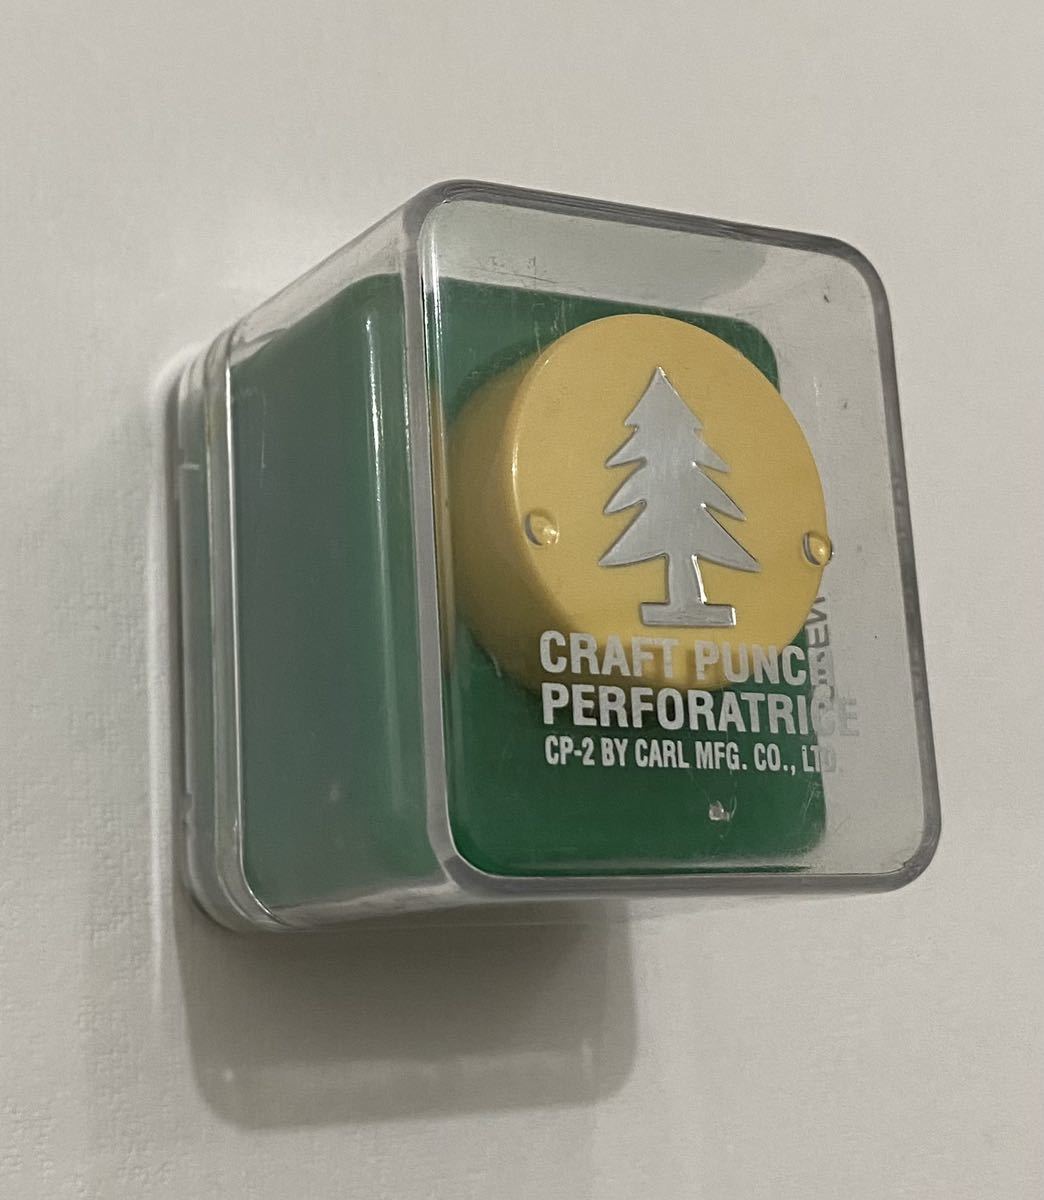 CRAFT PUNCH
PERFORATRICE
CP-2 BY CARL MFG. CO., LTD.